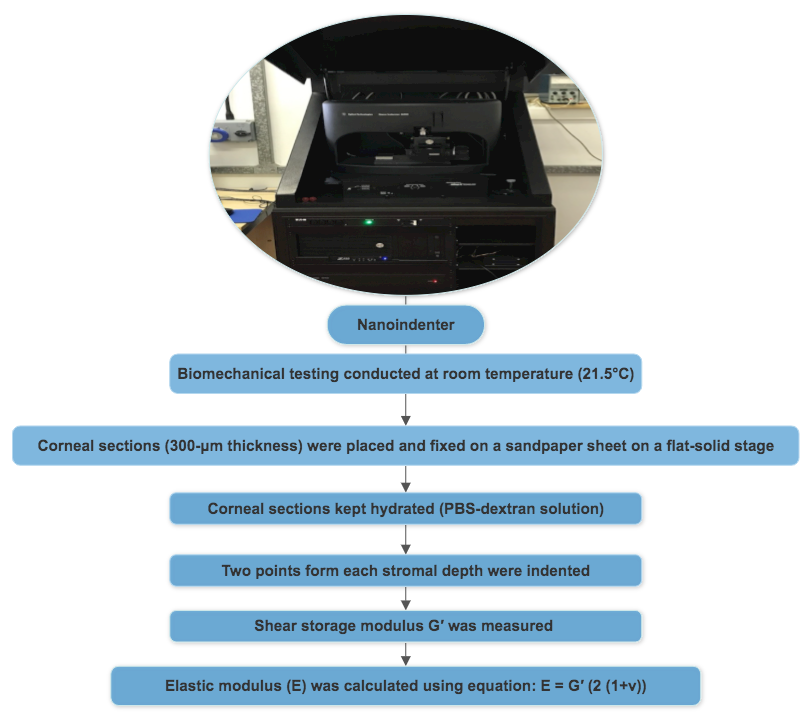 Nanoindenter
Biomechanical testing conducted at room temperature (21.5°C)
Corneal sections (300-μm thickness) were placed and fixed on a sandpaper sheet on a flat-solid stage
Corneal sections kept hydrated (PBS-dextran solution)
Two points form each stromal depth were indented
Shear storage modulus G′ was measured
Elastic modulus (E) was calculated using equation: E = G′ (2 (1+v))